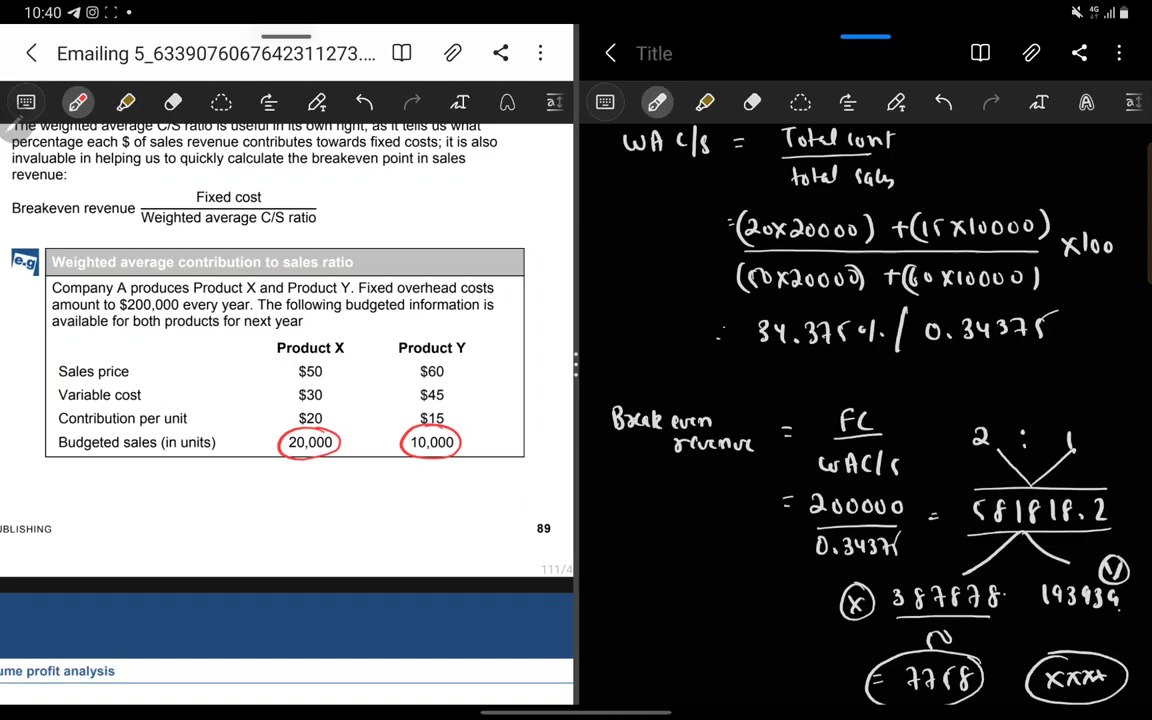 10:40
4G
Emailing 5_6339076067642311273....
The weighted average C/S ratio is useful in its own right, as it tells us what
percentage each $ of sales revenue contributes towards fixed costs; it is also
invaluable in helping us to quickly calculate the breakeven point in sales
revenue:
Fixed cost
Breakeven revenue
Weighted average C/S ratio
e.g
Weighted average contribution to sales ratio
Company A produces Product X and Product Y. Fixed overhead costs
amount to $200,000 every year. The following budgeted information is
available for both products for next year
Product X Product Y
Sales price $50 $60
Variable cost $30 $45
Contribution per unit $20 $15
Budgeted sales (in units) 20,000 10,000
UBLISHING 89
111/4
ume profit analysis
Title
WA C/S = Total cont
total sales
=(20x20000) +(15x10000) x100
(50x20000) +(60x10000)
: 34.375 %. / 0.34375
Break even
revenue = FC
WAC/S
2 : 1
= 200000 = 581818.2
0.34375
X 387878 193939 Y
= 7758 xxxx